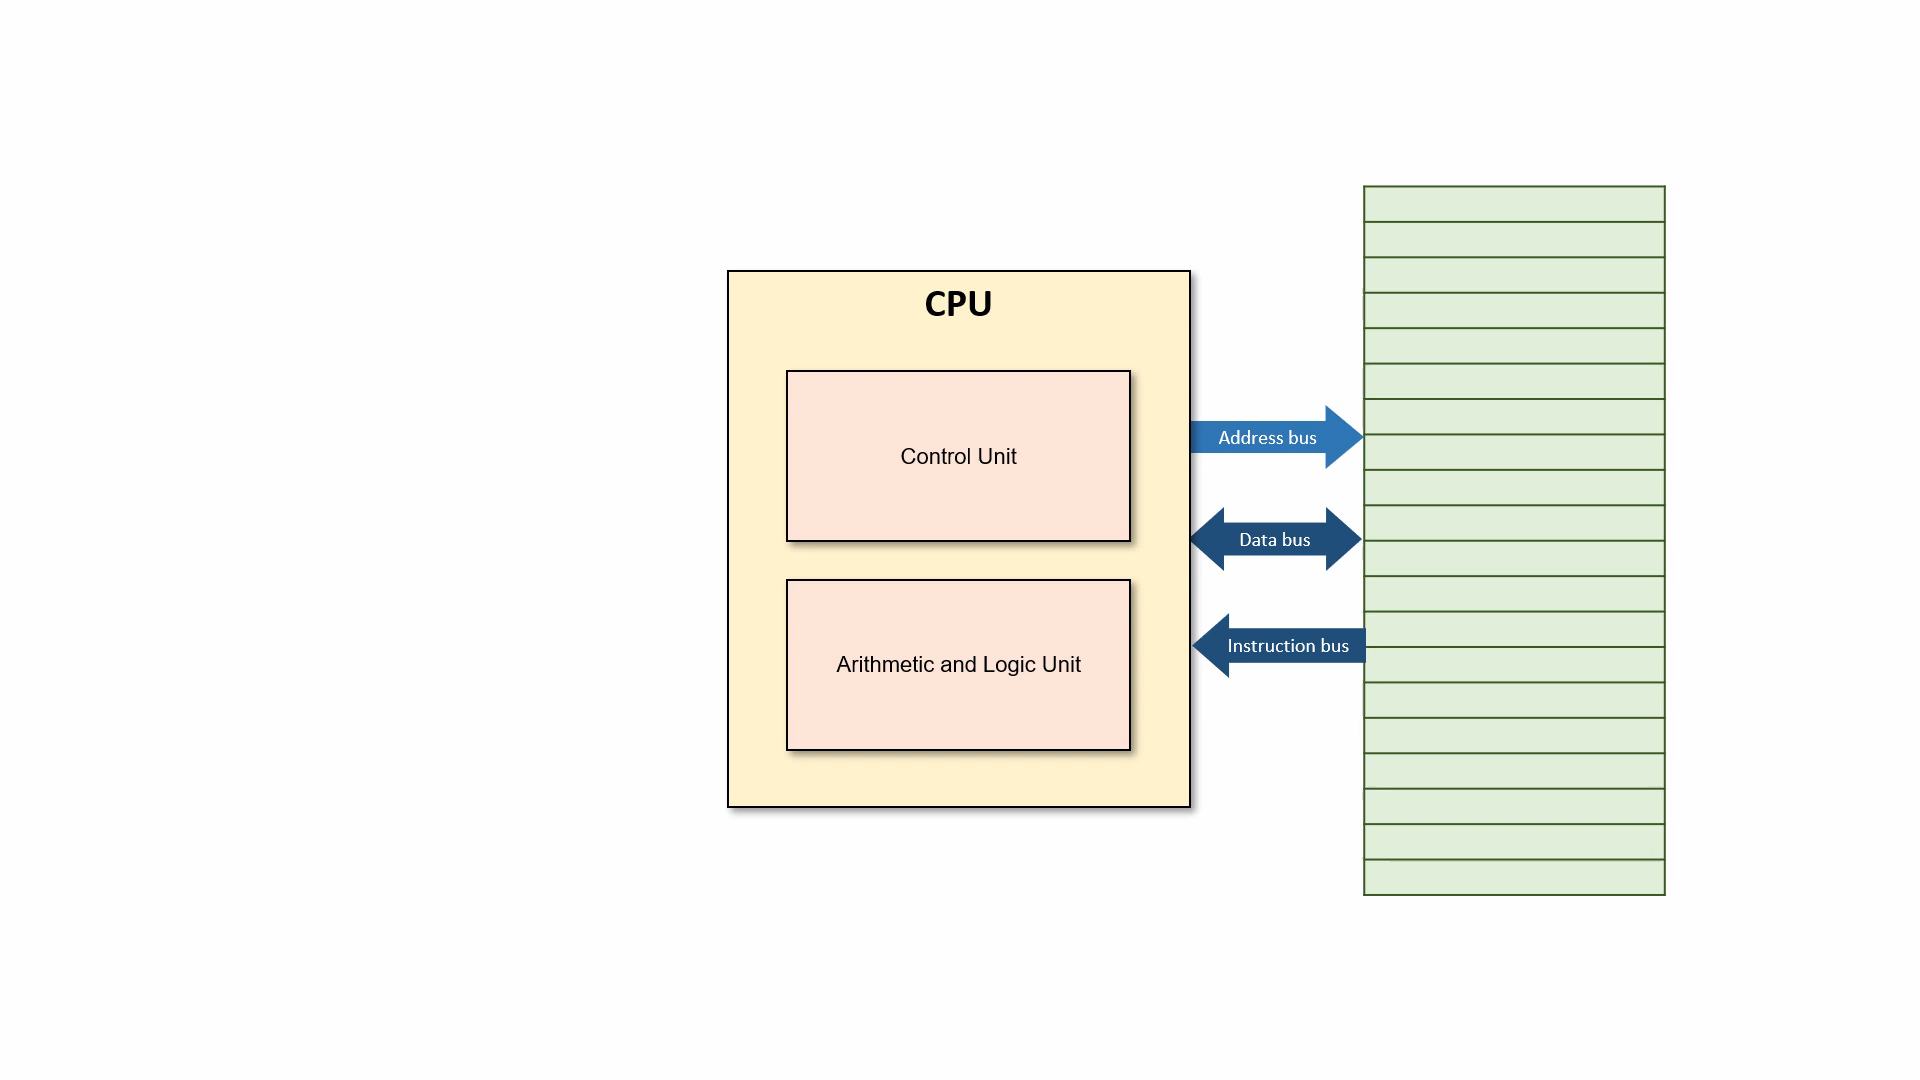 CPU
Control Unit
Arithmetic and Logic Unit
Address bus
Data bus
Instruction bus